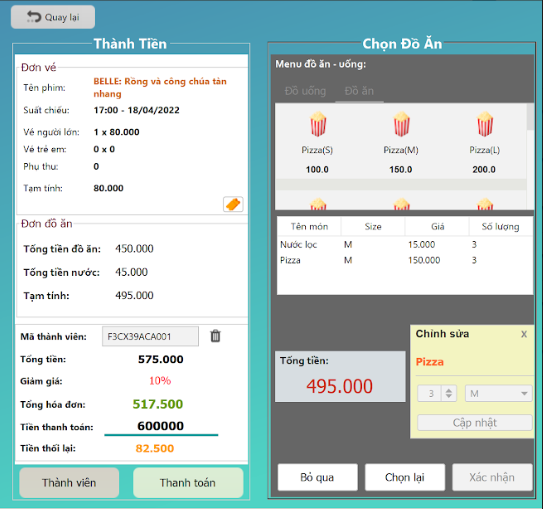 Quay lại
Thành Tiền
Đơn vé
Tên phim: BELLE: Rồng và công chúa tàn nhang
Suất chiếu: 17:00 - 18/04/2022
Vé người lớn: 1 x 80.000
Vé trẻ em: 0 x 0
Phụ thu: 0
Tạm tính: 80.000
Đơn đồ ăn
Tổng tiền đồ ăn: 450.000
Tổng tiền nước: 45.000
Tạm tính: 495.000
Mã thành viên: F3CX39ACA001
Tổng tiền: 575.000
Giảm giá: 10%
Tổng hóa đơn: 517.500
Tiền thanh toán: 600000
Tiền thối lại: 82.500
Thành viên Thanh toán
Chọn Đồ Ăn
Menu đồ ăn - uống:
Đồ uống Đồ ăn
Pizza(S) Pizza(M) Pizza(L)
100.0 150.0 200.0
Tên món Size Giá Số lượng
Nước lọc M 15.000 3
Pizza M 150.000 3
Tổng tiền:
495.000
Chỉnh sửa X
Pizza
3 M
Cập nhật
Bỏ qua Chọn lại Xác nhận